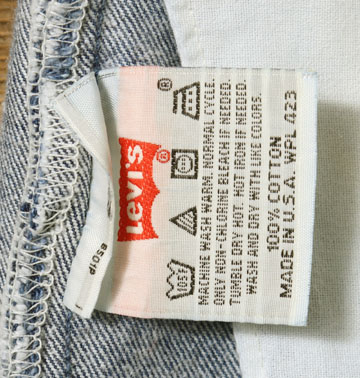 Levi's®
®
105°
MACHINE WASH WARM NORMAL CYCLE.
ONLY NON-CHLORINE BLEACH IF NEEDED.
TUMBLE DRY HOT. HOT IRON IF NEEDED.
WASH AND DRY WITH LIKE COLORS.
100% COTTON
MADE IN U.S.A. WPL 423